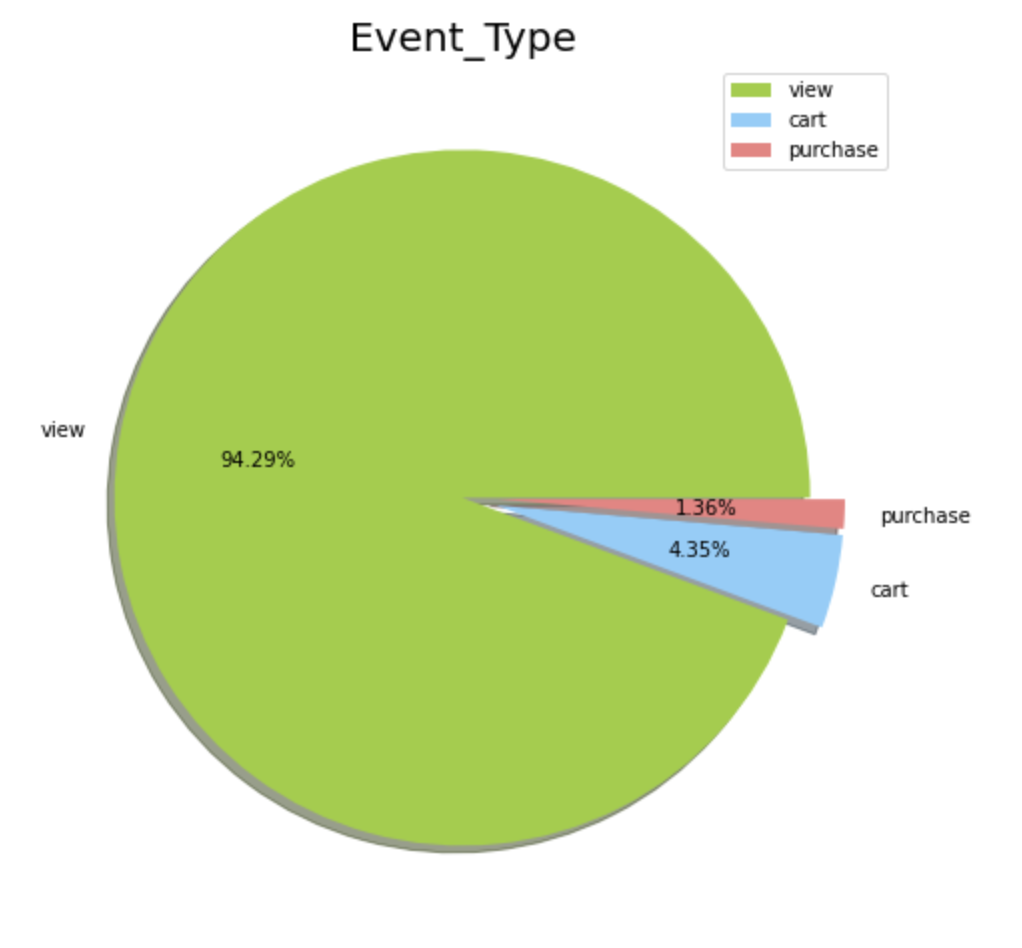 Event_Type
view
cart
purchase
view
94.29%
1.36%
purchase
4.35%
cart